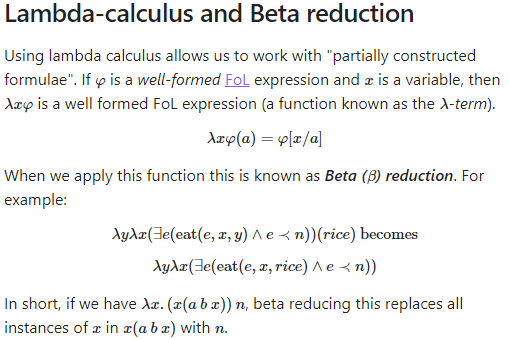 Lambda-calculus and Beta reduction
Using lambda calculus allows us to work with "partially constructed
formulae". If φ is a well-formed FoL expression and x is a variable, then
λxφ is a well formed FoL expression (a function known as the λ-term).
λxφ(a) = φ[x/a]
When we apply this function this is known as Beta (β) reduction. For
example:
λyλx(∃e(eat(e, x, y) ∧ e ≺ n))(rice) becomes
λyλx(∃e(eat(e, x, rice) ∧ e ≺ n))
In short, if we have λx. (x(a b x)) n, beta reducing this replaces all
instances of x in x(a b x) with n.